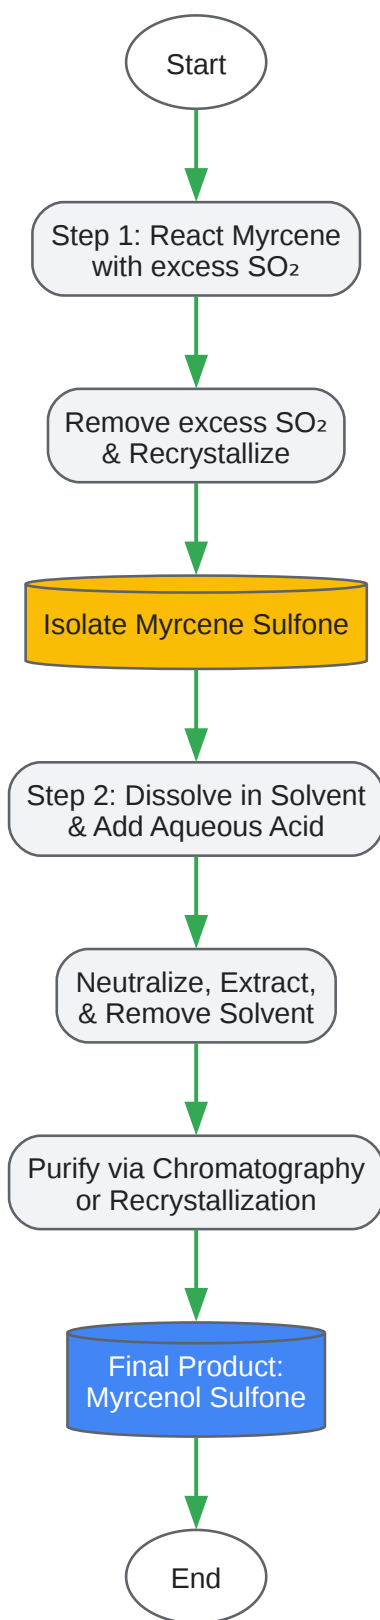 Start
Step 1: React Myrcene
with excess SO₂
Remove excess SO₂
& Recrystallize
Isolate Myrcene Sulfone
Step 2: Dissolve in Solvent
& Add Aqueous Acid
Neutralize, Extract,
& Remove Solvent
Purify via Chromatography
or Recrystallization
Final Product:
Myrcenol Sulfone
End